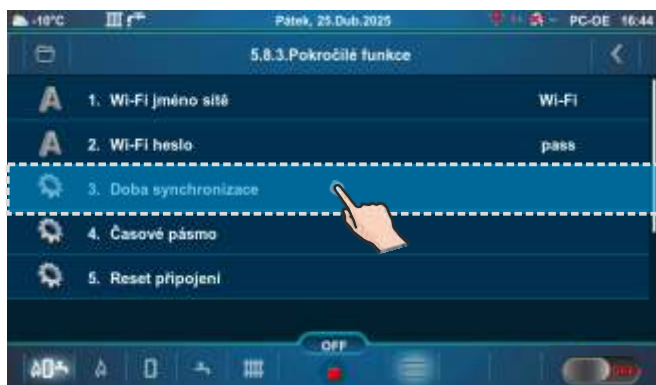 -10°C Pátek, 25.Dub.2025 PC-OE 16:44
5.8.3.Pokročilé funkce
1. Wi-Fi jméno sítě Wi-Fi
2. Wi-Fi heslo pass
3. Doba synchronizace
4. Časové pásmo
5. Reset připojení
OFF